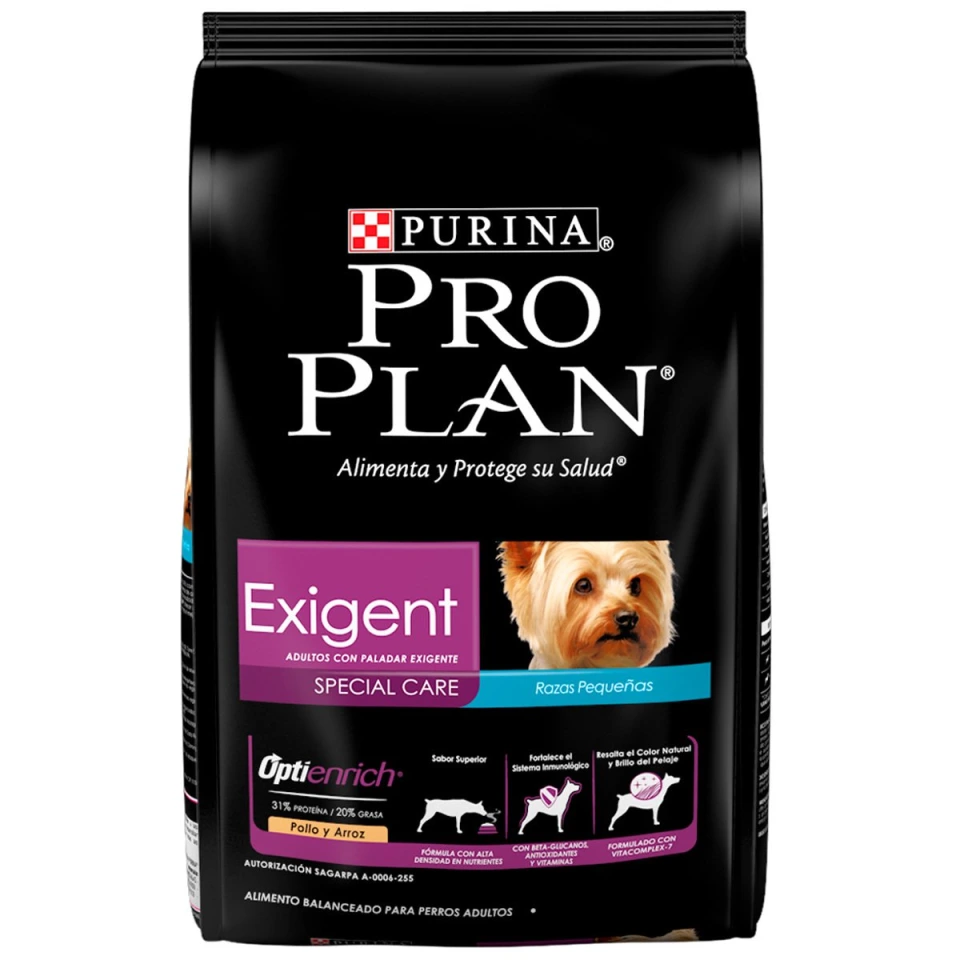 PURINA®
PRO
PLAN®
Alimenta y Protege su Salud®
Exigent
ADULTOS CON PALADAR EXIGENTE
SPECIAL CARE
Razas Pequeñas
Optienrich®
31% PROTEÍNA / 20% GRASA
Pollo y Arroz
Sabor Superior
FÓRMULA CON ALTA
DENSIDAD EN NUTRIENTES
Fortalece el
Sistema Inmunológico
CON BETA-GLUCANOS,
ANTIOXIDANTES
Y VITAMINAS
Resalta el Color Natural
y Brillo del Pelaje
FORMULADO CON
VITACOMPLEX-7
AUTORIZACIÓN SAGARPA A-0006-255
ALIMENTO BALANCEADO PARA PERROS ADULTOS